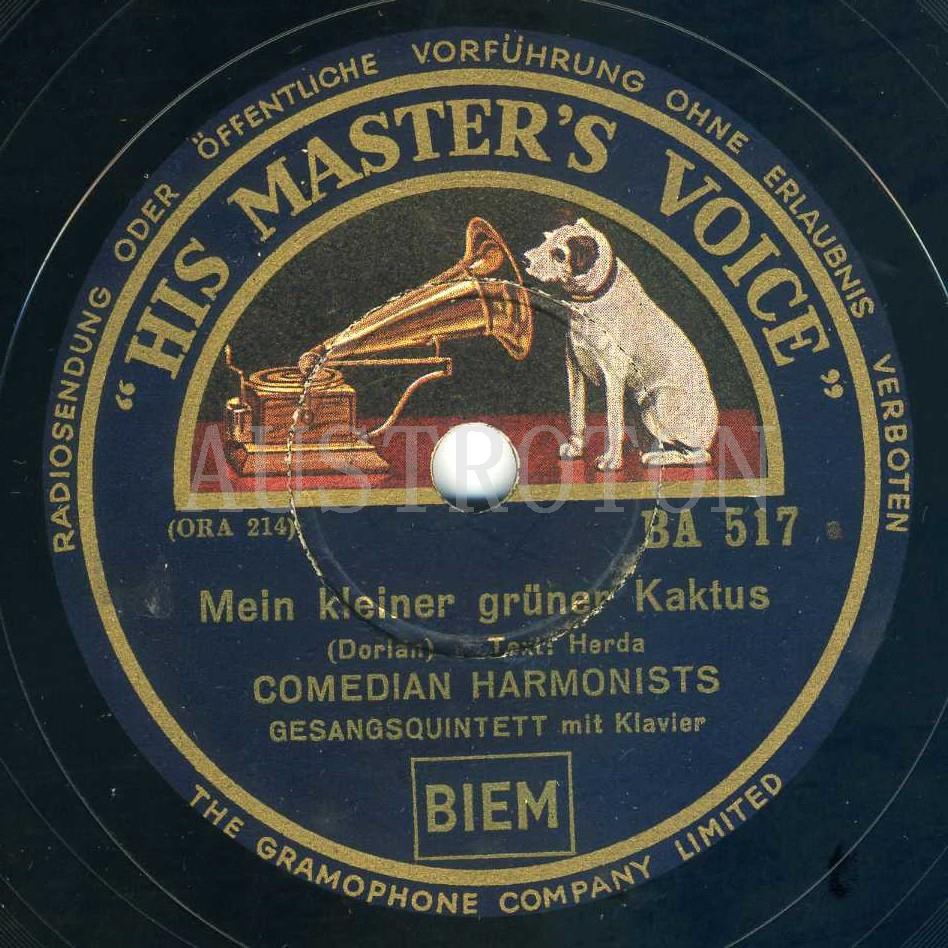 RADIOSENDUNG ODER ÖFFENTLICHE VORFÜHRUNG OHNE ERLAUBNIS VERBOTEN
“HIS MASTER'S VOICE”
AUSTROTON
(ORA 214)
BA 517
Mein kleiner grüner Kaktus
(Dorian) Text: Herda
COMEDIAN HARMONISTS
GESANGSQUINTETT mit Klavier
BIEM
THE GRAMOPHONE COMPANY LIMITED